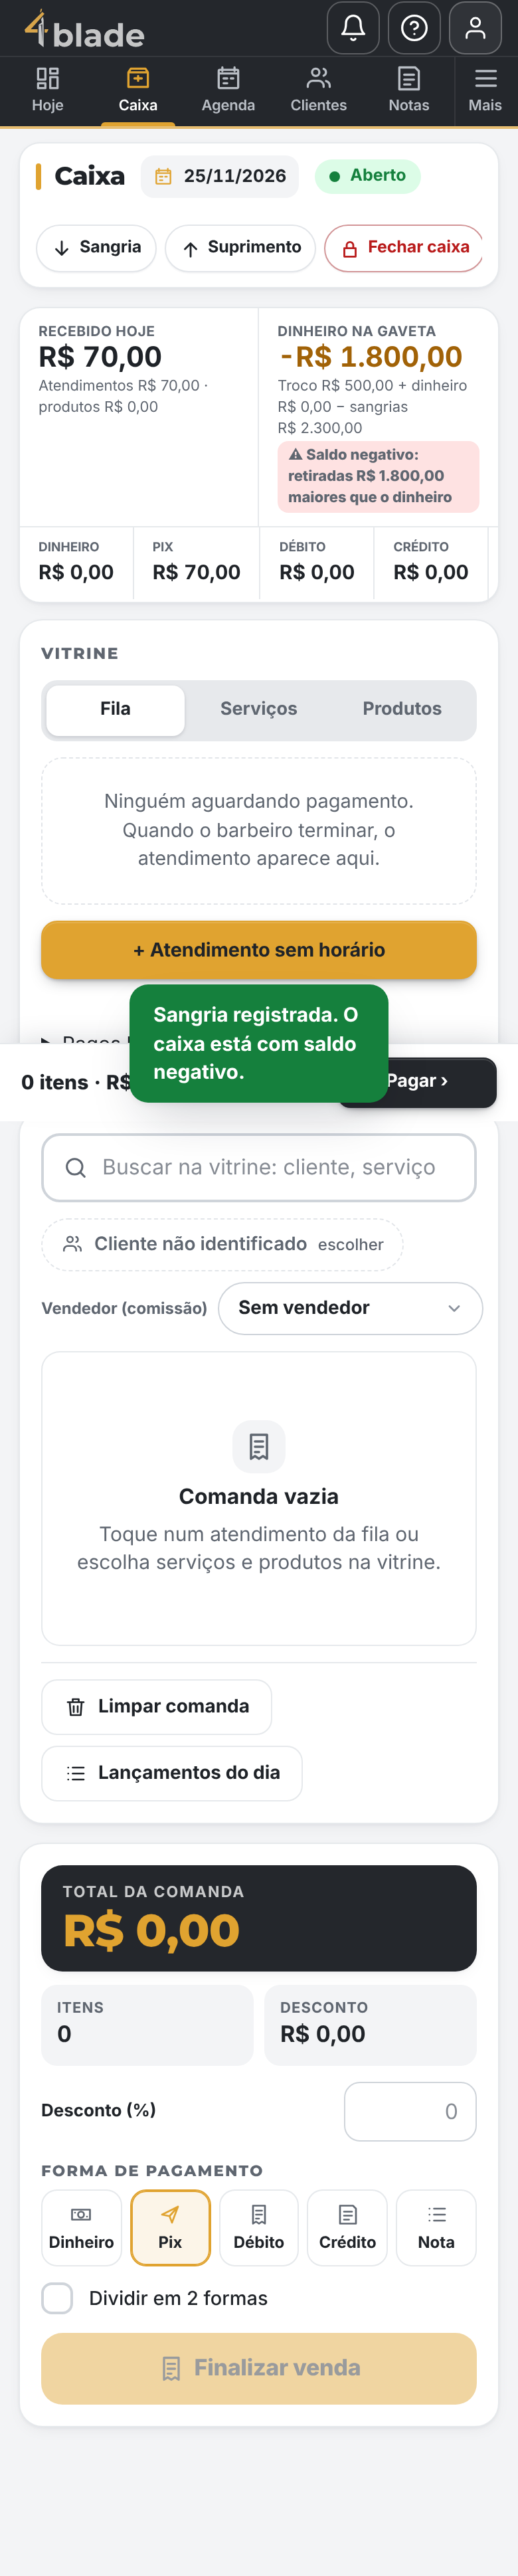 4blade
Hoje
Caixa
Agenda
Clientes
Notas
Mais
Caixa
25/11/2026
Aberto
Sangria
Suprimento
Fechar caixa
RECEBIDO HOJE
R$ 70,00
Atendimentos R$ 70,00 ·
produtos R$ 0,00
DINHEIRO NA GAVETA
-R$ 1.800,00
Troco R$ 500,00 + dinheiro
R$ 0,00 − sangrias
R$ 2.300,00
⚠ Saldo negativo:
retiradas R$ 1.800,00
maiores que o dinheiro
DINHEIRO
R$ 0,00
PIX
R$ 70,00
DÉBITO
R$ 0,00
CRÉDITO
R$ 0,00
VITRINE
Fila
Serviços
Produtos
Ninguém aguardando pagamento.
Quando o barbeiro terminar, o
atendimento aparece aqui.
+ Atendimento sem horário
Sangria registrada. O
caixa está com saldo
negativo.
0 itens · R$
Pagar ›
Buscar na vitrine: cliente, serviço
Cliente não identificado escolher
Vendedor (comissão)
Sem vendedor
Comanda vazia
Toque num atendimento da fila ou
escolha serviços e produtos na vitrine.
Limpar comanda
Lançamentos do dia
TOTAL DA COMANDA
R$ 0,00
ITENS
0
DESCONTO
R$ 0,00
Desconto (%)
0
FORMA DE PAGAMENTO
Dinheiro
Pix
Débito
Crédito
Nota
Dividir em 2 formas
Finalizar venda